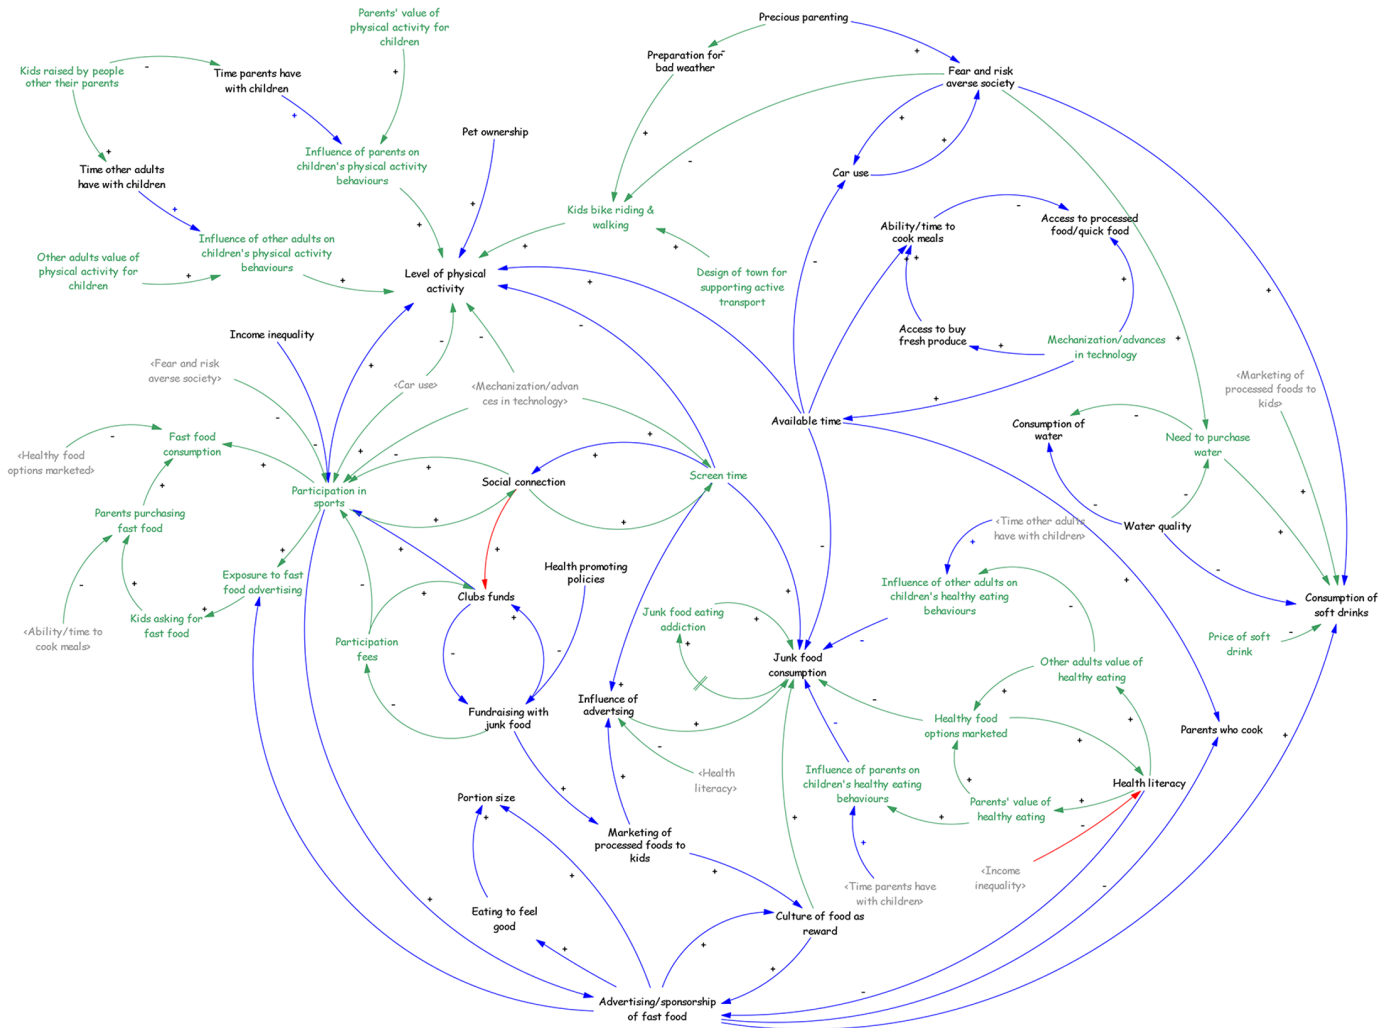 Parents' value of
physical activity for
children
Precious parenting
Preparation for
bad weather
Kids raised by people
other their parents
Time parents have
with children
Fear and risk
averse society
Pet ownership
Influence of parents on
children's physical activity
behaviours
Time other adults
have with children
Car use
Kids bike riding &
walking
Ability/time to
cook meals
Access to processed
food/quick food
Influence of other adults on
children's physical activity
behaviours
Other adults value of
physical activity for
children
Level of physical
activity
Design of town for
supporting active
transport
Income inequality
Access to buy
fresh produce
Mechanization/advances
in technology
<Fear and risk
averse society>
<Car use>
<Mechanization/advan
ces in technology>
<Marketing of
processed foods to
kids>
Available time
Consumption of
water
Need to purchase
water
Fast food
consumption
<Healthy food
options marketed>
Participation in
sports
Social connection
Screen time
Parents purchasing
fast food
Water quality
<Time other adults
have with children>
Exposure to fast
food advertising
Health promoting
policies
Influence of other adults on
children's healthy eating
behaviours
Clubs funds
Kids asking for
fast food
Junk food eating
addiction
Consumption of
soft drinks
<Ability/time to
cook meals>
Participation
fees
Price of soft
drink
Junk food
consumption
Other adults value of
healthy eating
Influence of
advertsing
Fundraising with
junk food
Healthy food
options marketed
Parents who cook
<Health
literacy>
Influence of parents on
children's healthy eating
behaviours
Health literacy
Portion size
Parents' value of
healthy eating
Marketing of
processed foods to
kids
<Income
inequality>
<Time parents have
with children>
Eating to feel
good
Culture of food as
reward
Advertising/sponsorship
of fast food